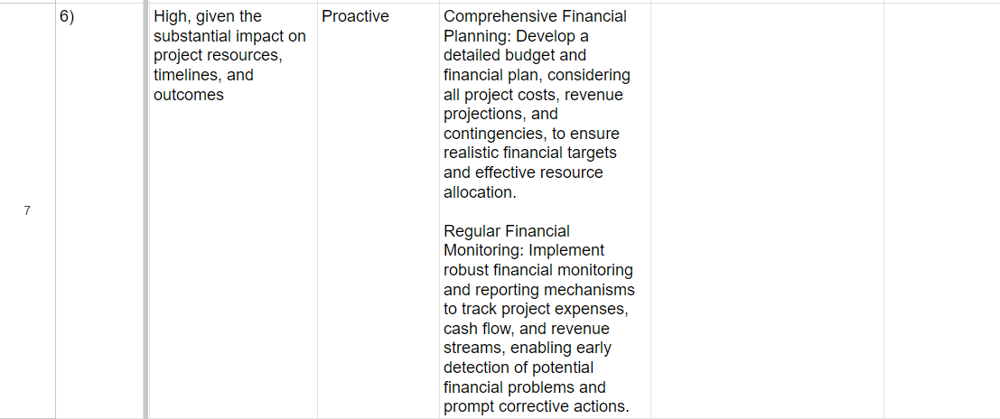 6)
High, given the
substantial impact on
project resources,
timelines, and
outcomes
Proactive
Comprehensive Financial
Planning: Develop a
detailed budget and
financial plan, considering
all project costs, revenue
projections, and
contingencies, to ensure
realistic financial targets
and effective resource
allocation.
7
Regular Financial
Monitoring: Implement
robust financial monitoring
and reporting mechanisms
to track project expenses,
cash flow, and revenue
streams, enabling early
detection of potential
financial problems and
prompt corrective actions.